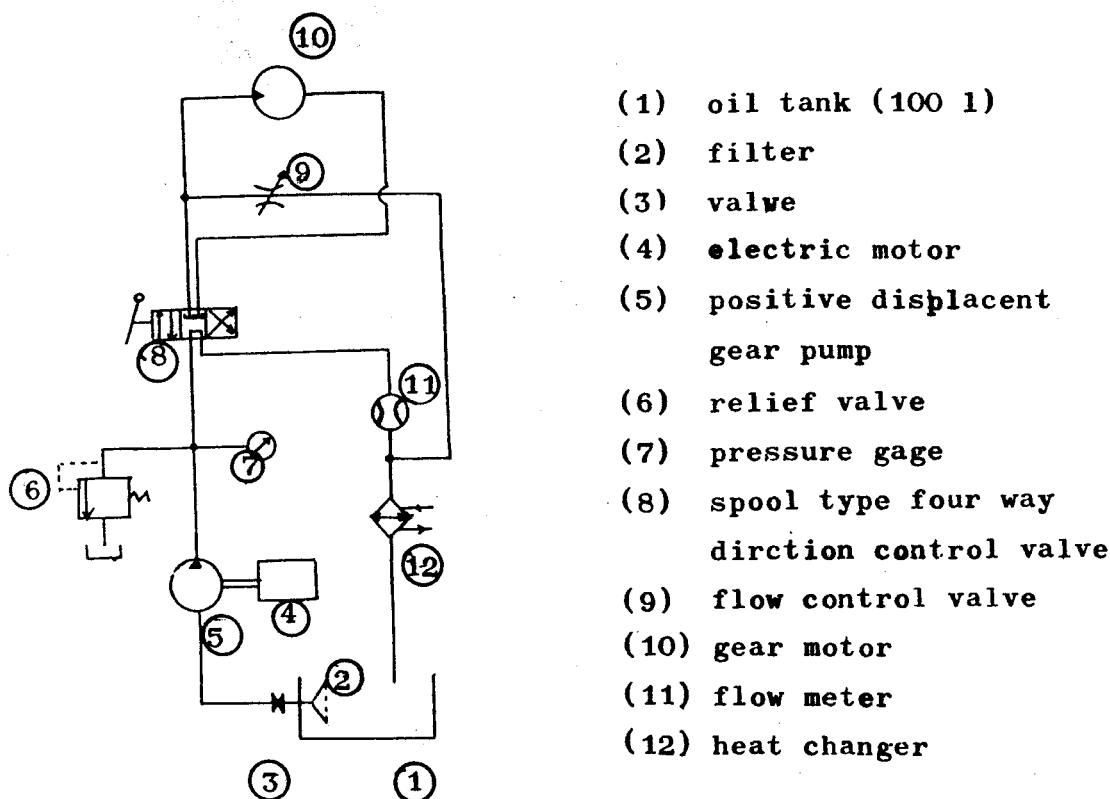 10
9
8
11
7
6
12
4
5
2
3
1
(1) oil tank (100 l)
(2) filter
(3) valwe
(4) electric motor
(5) positive displacent
gear pump
(6) relief valve
(7) pressure gage
(8) spool type four way
dirction control valve
(9) flow control valve
(10) gear motor
(11) flow meter
(12) heat changer